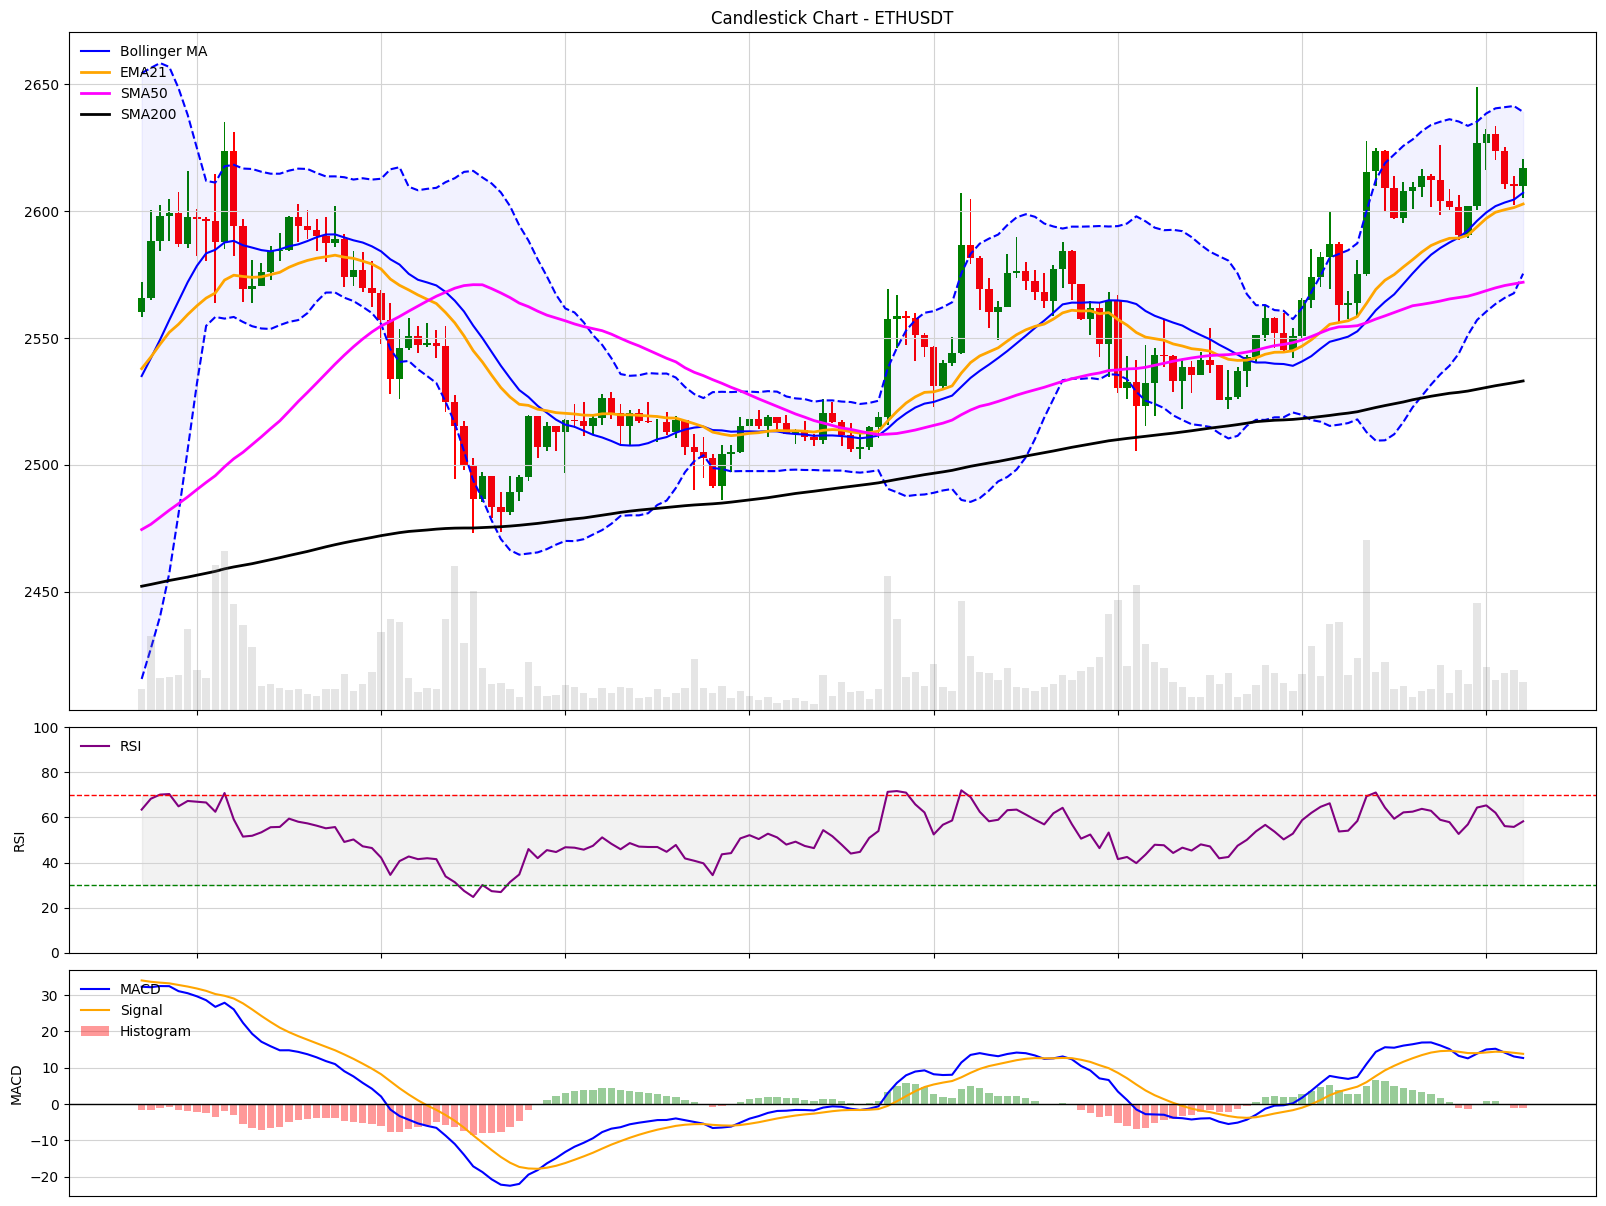 Candlestick Chart - ETHUSDT
Bollinger MA
EMA21
SMA50
SMA200
2650
2600
2550
2500
2450
RSI
100
80
60
40
20
0
RSI
MACD
Signal
Histogram
30
20
10
0
−10
−20
MACD